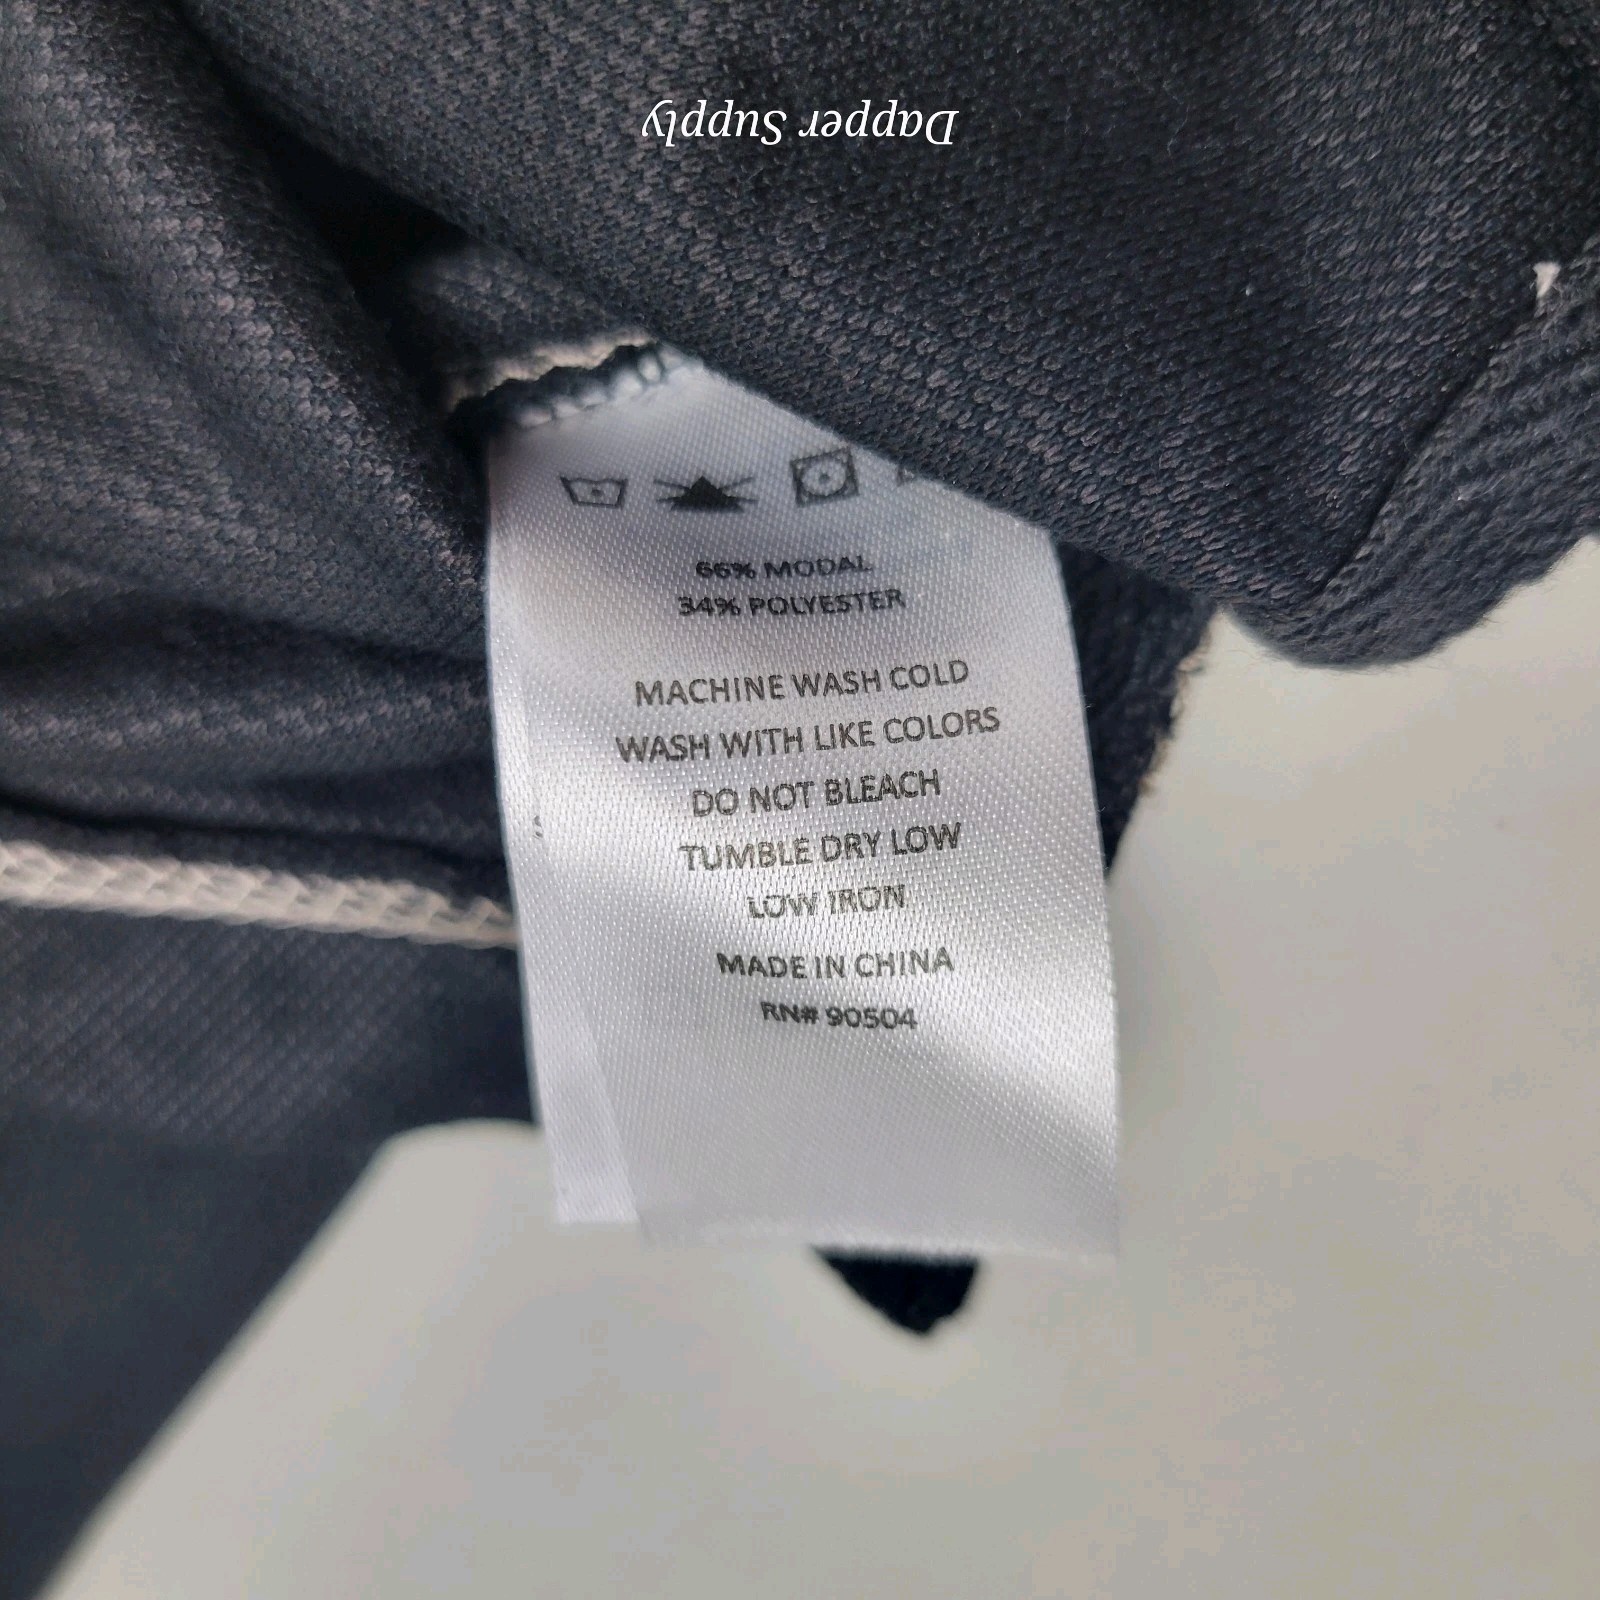 Dapper Supply
66% MODAL
34% POLYESTER
MACHINE WASH COLD
WASH WITH LIKE COLORS
DO NOT BLEACH
TUMBLE DRY LOW
LOW IRON
MADE IN CHINA
RN# 90504